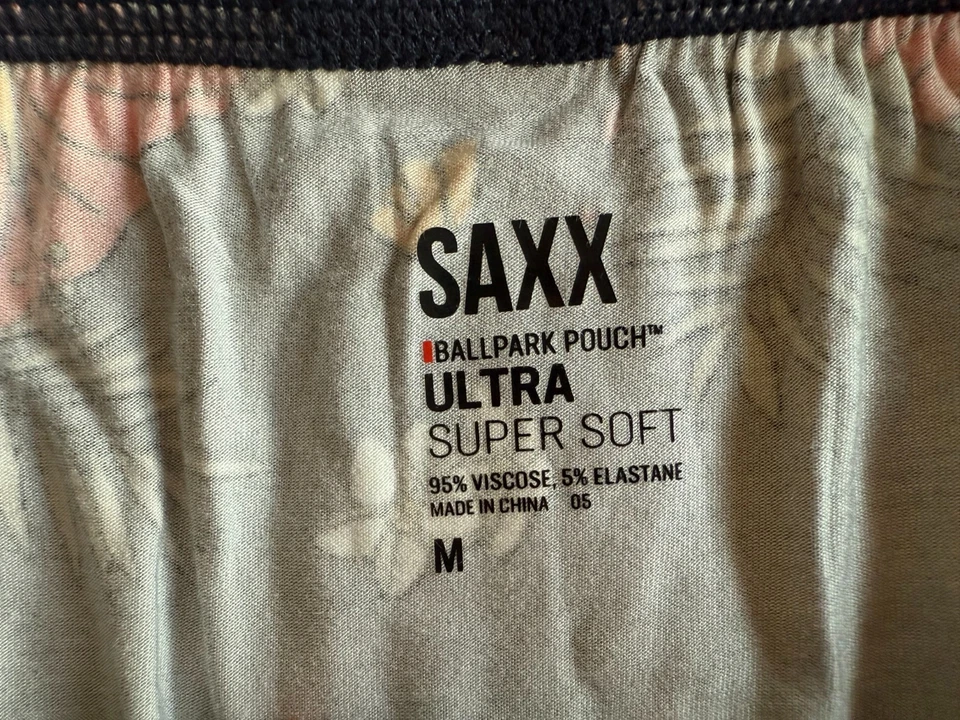 SAXX
BALLPARK POUCH™
ULTRA
SUPER SOFT
95% VISCOSE, 5% ELASTANE
MADE IN CHINA 05
M